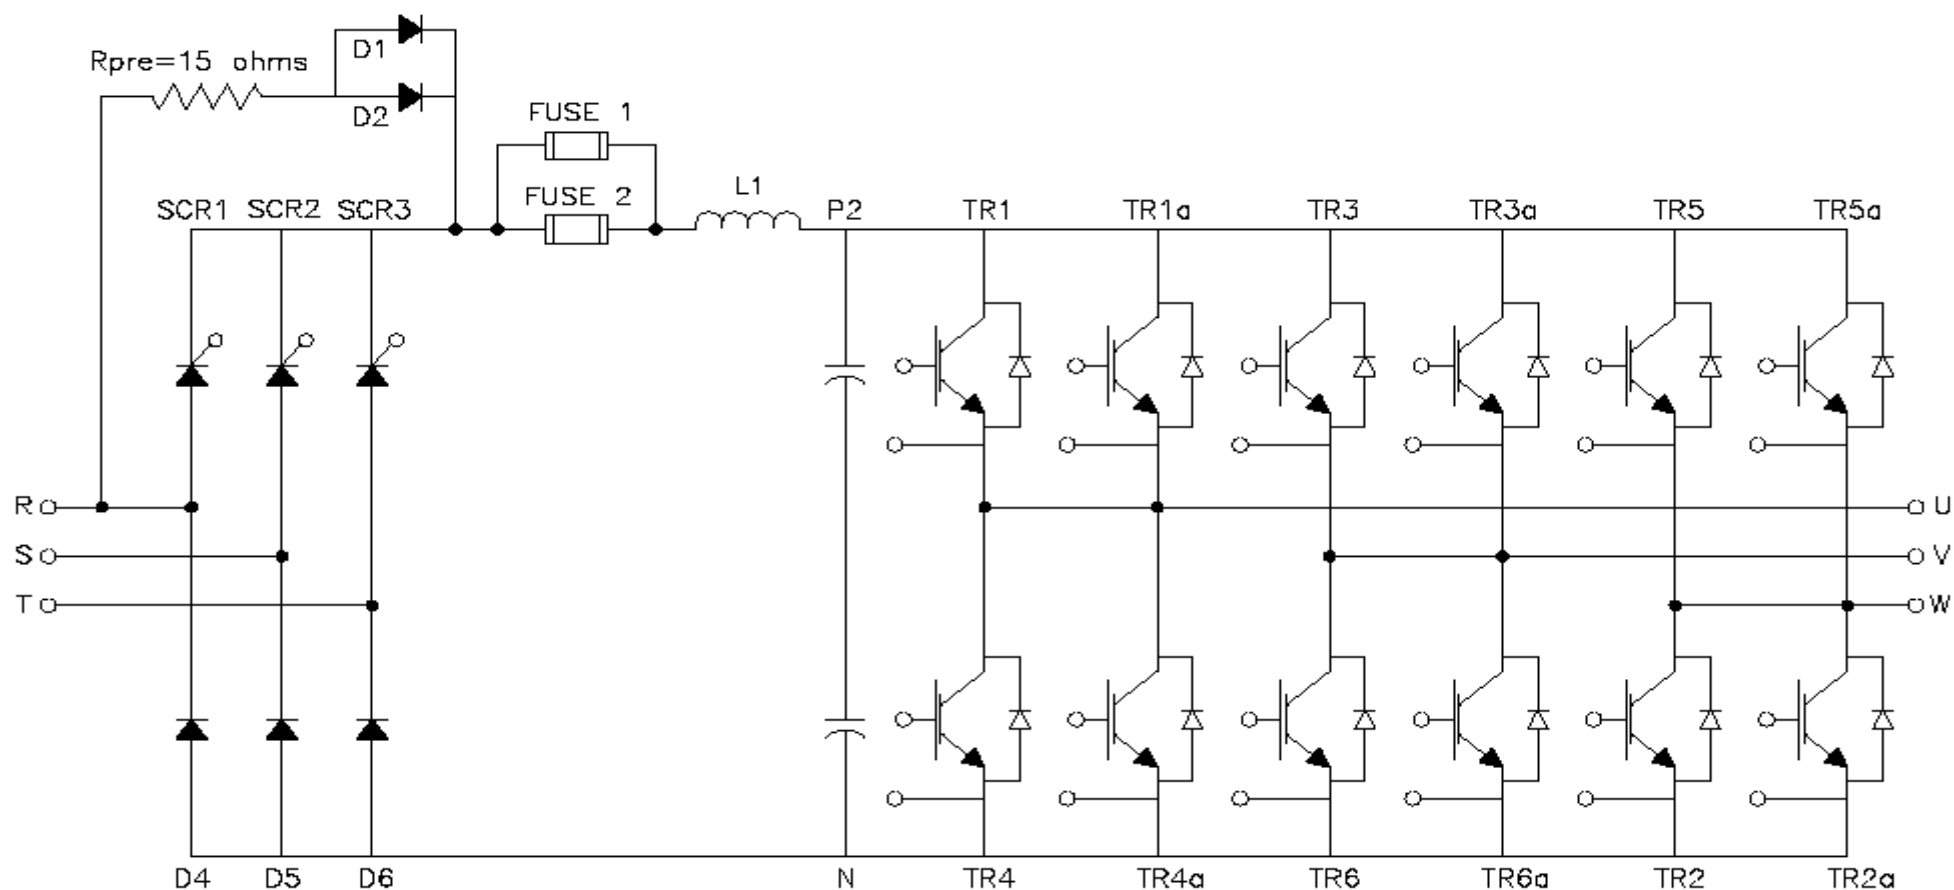 D1
Rpre=15 ohms
D2
FUSE 1
FUSE 2
L1
SCR1 SCR2 SCR3
P2 TR1 TR1a TR3 TR3a TR5 TR5a
R
S
T
U
V
W
D4 D5 D6 N TR4 TR4a TR6 TR6a TR2 TR2a